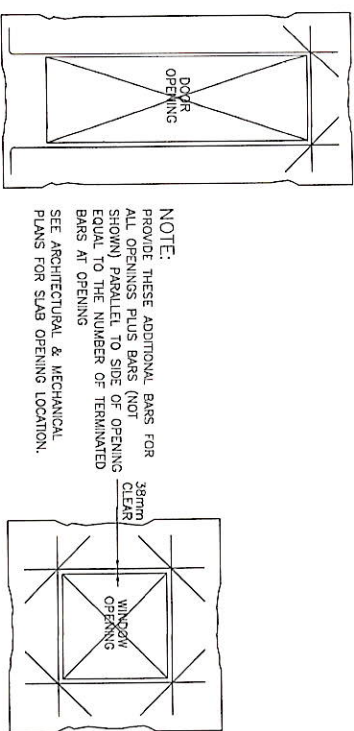 DOOR
OPENING
NOTE:
PROVIDE THESE ADDITIONAL BARS FOR
ALL OPENINGS PLUS BARS (NOT
SHOWN) PARALLEL TO SIDE OF OPENING
EQUAL TO THE NUMBER OF TERMINATED
BARS AT OPENING
SEE ARCHITECTURAL & MECHANICAL
PLANS FOR SLAB OPENING LOCATION.
38mm
CLEAR
WINDOW
OPENING